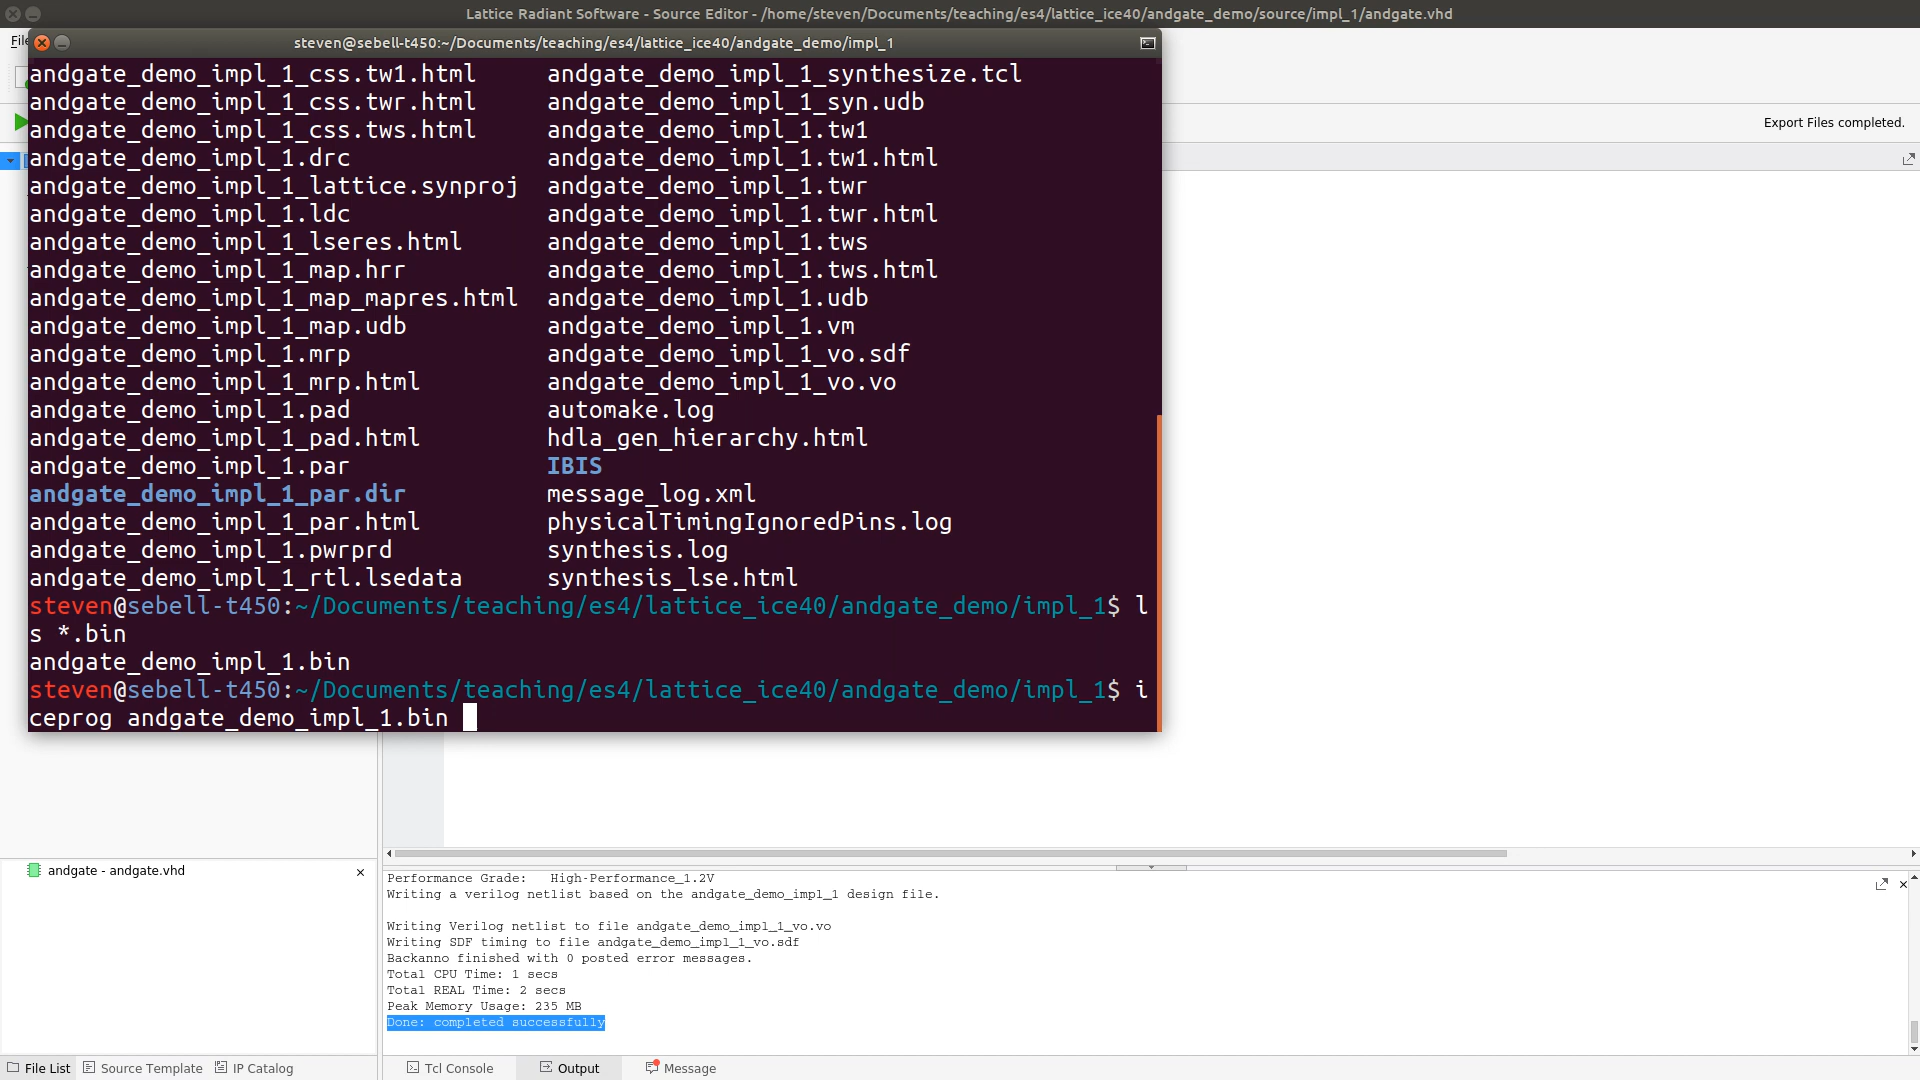 Lattice Radiant Software - Source Editor - /home/steven/Documents/teaching/es4/lattice_ice40/andgate_demo/source/impl_1/andgate.vhd
File
steven@sebell-t450:~/Documents/teaching/es4/lattice_ice40/andgate_demo/impl_1
andgate_demo_impl_1_css.tw1.html andgate_demo_impl_1_synthesize.tcl
andgate_demo_impl_1_css.twr.html andgate_demo_impl_1_syn.udb
andgate_demo_impl_1_css.tws.html andgate_demo_impl_1.tw1
andgate_demo_impl_1.drc andgate_demo_impl_1.tw1.html
andgate_demo_impl_1_lattice.synproj andgate_demo_impl_1.twr
andgate_demo_impl_1.ldc andgate_demo_impl_1.twr.html
andgate_demo_impl_1_lseres.html andgate_demo_impl_1.tws
andgate_demo_impl_1_map.hrr andgate_demo_impl_1.tws.html
andgate_demo_impl_1_map_mapres.html andgate_demo_impl_1.udb
andgate_demo_impl_1_map.udb andgate_demo_impl_1.vm
andgate_demo_impl_1.mrp andgate_demo_impl_1_vo.sdf
andgate_demo_impl_1_mrp.html andgate_demo_impl_1_vo.vo
andgate_demo_impl_1.pad automake.log
andgate_demo_impl_1_pad.html hdla_gen_hierarchy.html
andgate_demo_impl_1.par IBIS
andgate_demo_impl_1_par.dir message_log.xml
andgate_demo_impl_1_par.html physicalTimingIgnoredPins.log
andgate_demo_impl_1.pwrprd synthesis.log
andgate_demo_impl_1_rtl.lsedata synthesis_lse.html
steven@sebell-t450:~/Documents/teaching/es4/lattice_ice40/andgate_demo/impl_1$ l
s *.bin
andgate_demo_impl_1.bin
steven@sebell-t450:~/Documents/teaching/es4/lattice_ice40/andgate_demo/impl_1$ i
ceprog andgate_demo_impl_1.bin
Export Files completed.
andgate - andgate.vhd
Performance Grade: High-Performance_1.2V
Writing a verilog netlist based on the andgate_demo_impl_1 design file.
Writing Verilog netlist to file andgate_demo_impl_1_vo.vo
Writing SDF timing to file andgate_demo_impl_1_vo.sdf
Backanno finished with 0 posted error messages.
Total CPU Time: 1 secs
Total REAL Time: 2 secs
Peak Memory Usage: 235 MB
Done: completed successfully
File List Source Template IP Catalog
Tcl Console Output Message